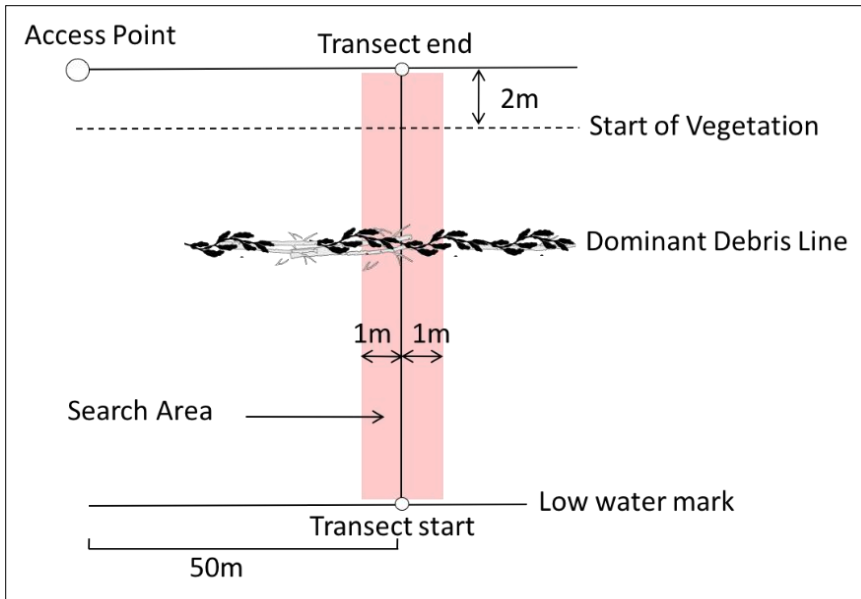 Access Point
Transect end
2m
Start of Vegetation
Dominant Debris Line
1m 1m
Search Area
Low water mark
Transect start
50m